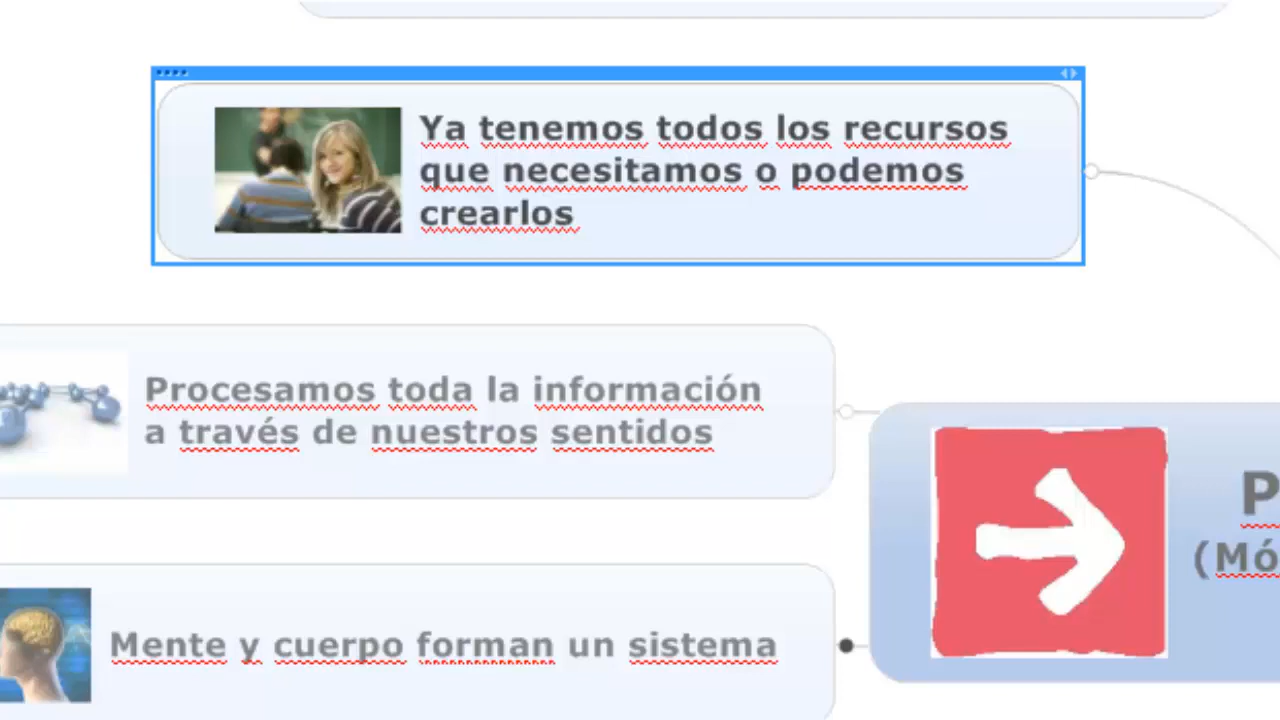 Ya tenemos todos los recursos
que necesitamos o podemos
crearlos
Procesamos toda la información
a través de nuestros sentidos
Mente y cuerpo forman un sistema